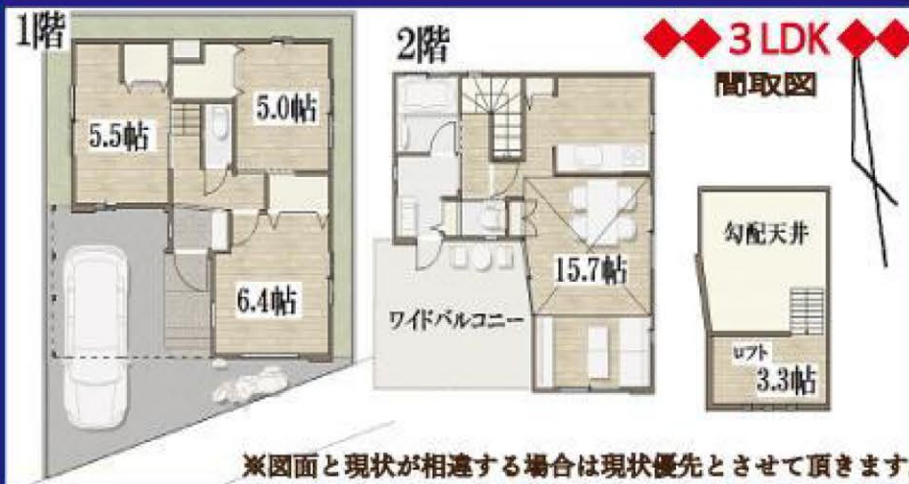 1階
2階
◆◆ 3 LDK ◆◆
間取図
5.5帖
5.0帖
6.4帖
15.7帖
ワイドバルコニー
勾配天井
ロフト
3.3帖
※図面と現状が相違する場合は現状優先とさせて頂きます